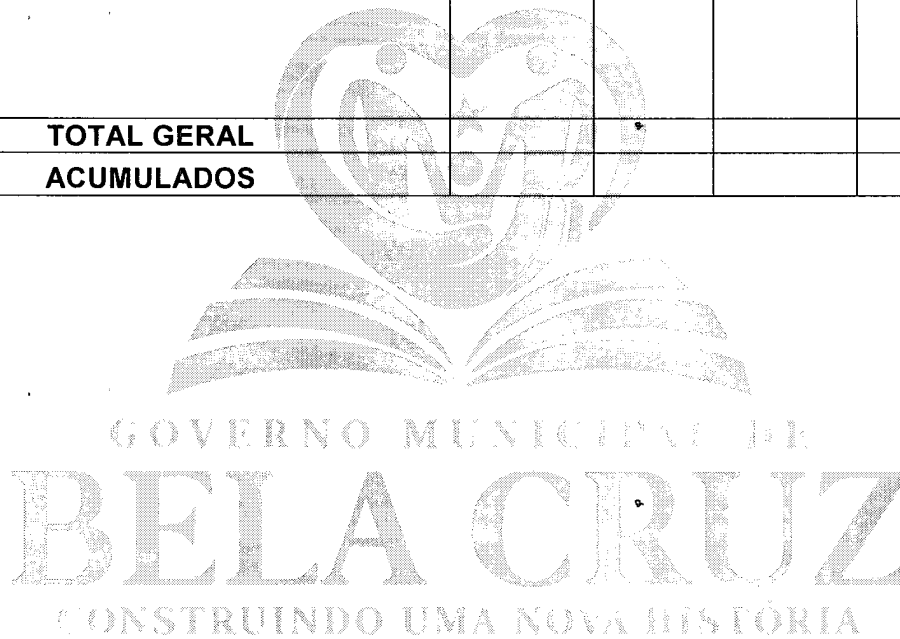 TOTAL GERAL
ACUMULADOS
GOVERNO MUNICIPAL DE
BELA CRUZ
CONSTRUINDO UMA NOVA HISTÓRIA